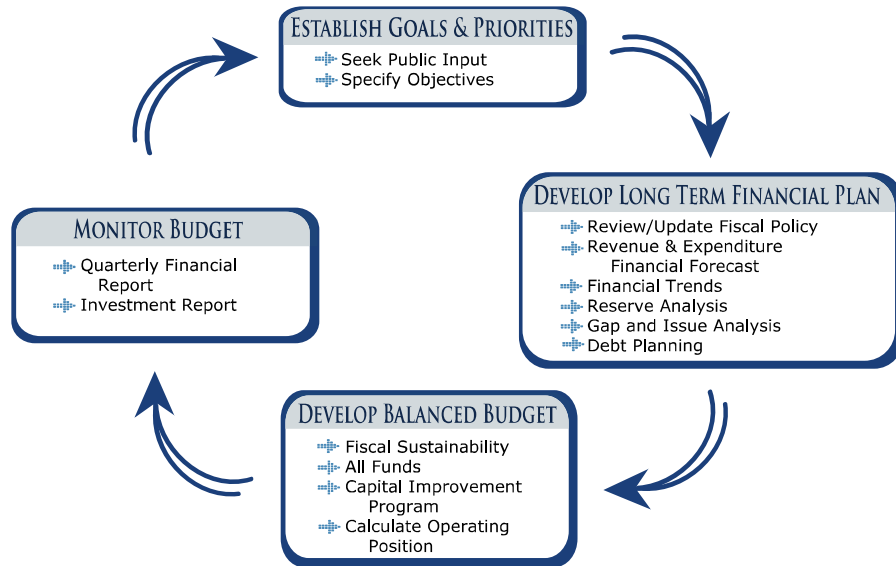 ESTABLISH GOALS & PRIORITIES
Seek Public Input
Specify Objectives
DEVELOP LONG TERM FINANCIAL PLAN
Review/Update Fiscal Policy
Revenue & Expenditure
Financial Forecast
Financial Trends
Reserve Analysis
Gap and Issue Analysis
Debt Planning
DEVELOP BALANCED BUDGET
Fiscal Sustainability
All Funds
Capital Improvement
Program
Calculate Operating
Position
MONITOR BUDGET
Quarterly Financial
Report
Investment Report